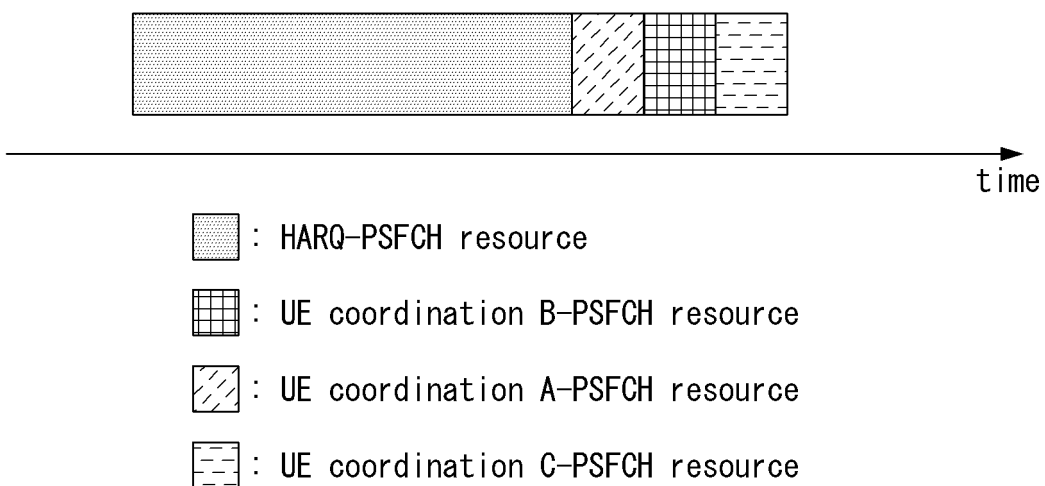 time
: HARQ-PSFCH resource
: UE coordination B-PSFCH resource
: UE coordination A-PSFCH resource
: UE coordination C-PSFCH resource